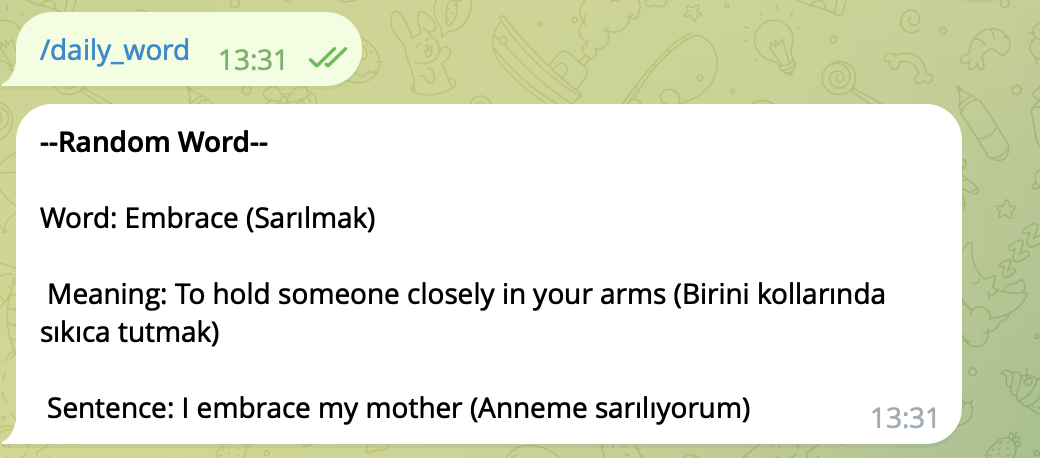 /daily_word 13:31
--Random Word--
Word: Embrace (Sarılmak)
Meaning: To hold someone closely in your arms (Birini kollarında
sıkıca tutmak)
Sentence: I embrace my mother (Anneme sarılıyorum)
13:31